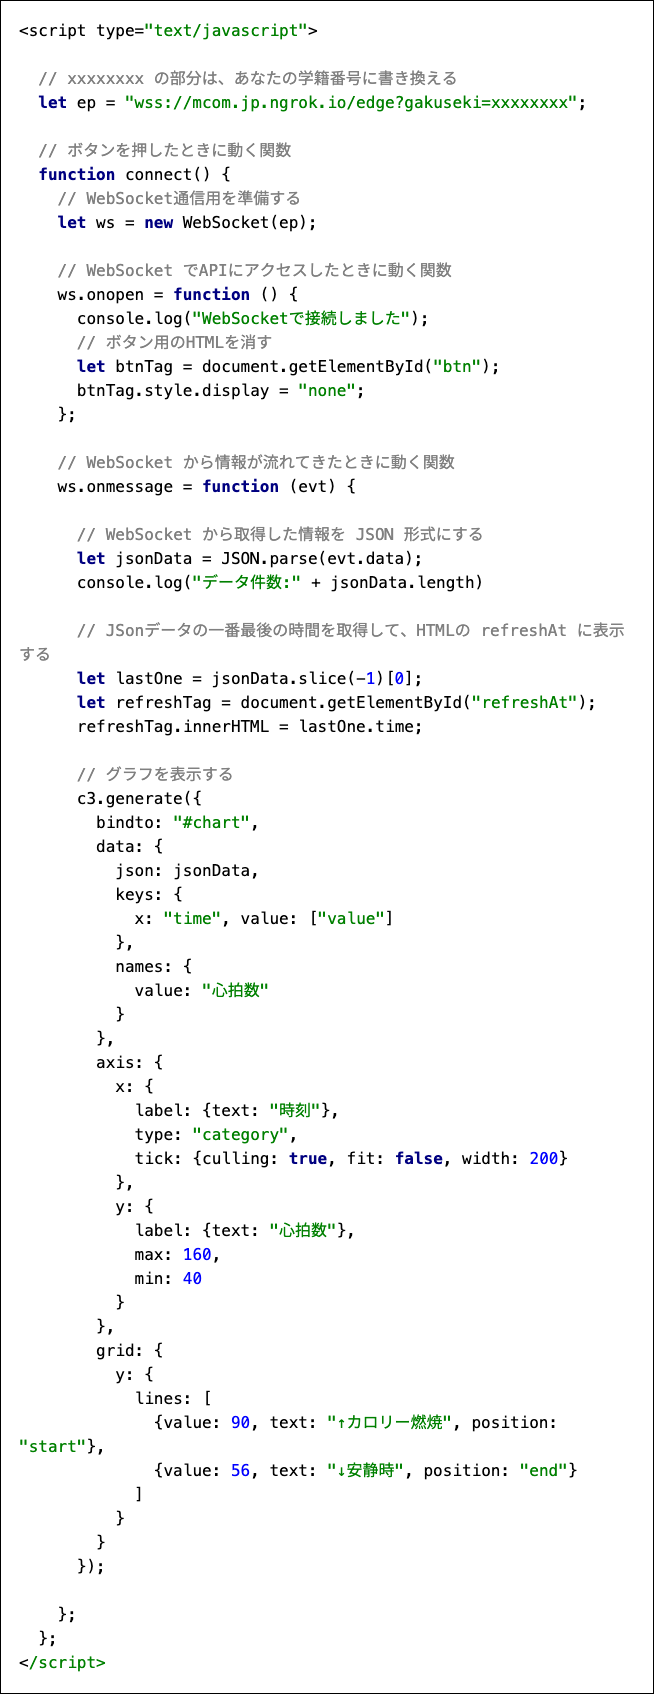 <script type="text/javascript">
// xxxxxxxx の部分は、あなたの学籍番号に書き換える
let ep = "wss://mcom.jp.ngrok.io/edge?gakuseki=xxxxxxxx";
// ボタンを押したときに動く関数
function connect() {
// WebSocket通信用を準備する
let ws = new WebSocket(ep);
// WebSocket でAPIにアクセスしたときに動く関数
ws.onopen = function () {
console.log("WebSocketで接続しました");
// ボタン用のHTMLを消す
let btnTag = document.getElementById("btn");
btnTag.style.display = "none";
};
// WebSocket から情報が流れてきたときに動く関数
ws.onmessage = function (evt) {
// WebSocket から取得した情報を JSON 形式にする
let jsonData = JSON.parse(evt.data);
console.log("データ件数:" + jsonData.length)
// JSonデータの一番最後の時間を取得して、HTMLの refreshAt に表示
する
let lastOne = jsonData.slice(-1)[0];
let refreshTag = document.getElementById("refreshAt");
refreshTag.innerHTML = lastOne.time;
// グラフを表示する
c3.generate({
bindto: "#chart",
data: {
json: jsonData,
keys: {
x: "time", value: ["value"]
},
names: {
value: "心拍数"
}
},
axis: {
x: {
label: {text: "時刻"},
type: "category",
tick: {culling: true, fit: false, width: 200}
},
y: {
label: {text: "心拍数"},
max: 160,
min: 40
}
},
grid: {
y: {
lines: [
{value: 90, text: "↑カロリー燃焼", position:
"start"},
{value: 56, text: "↓安静時", position: "end"}
]
}
}
});
};
};
</script>